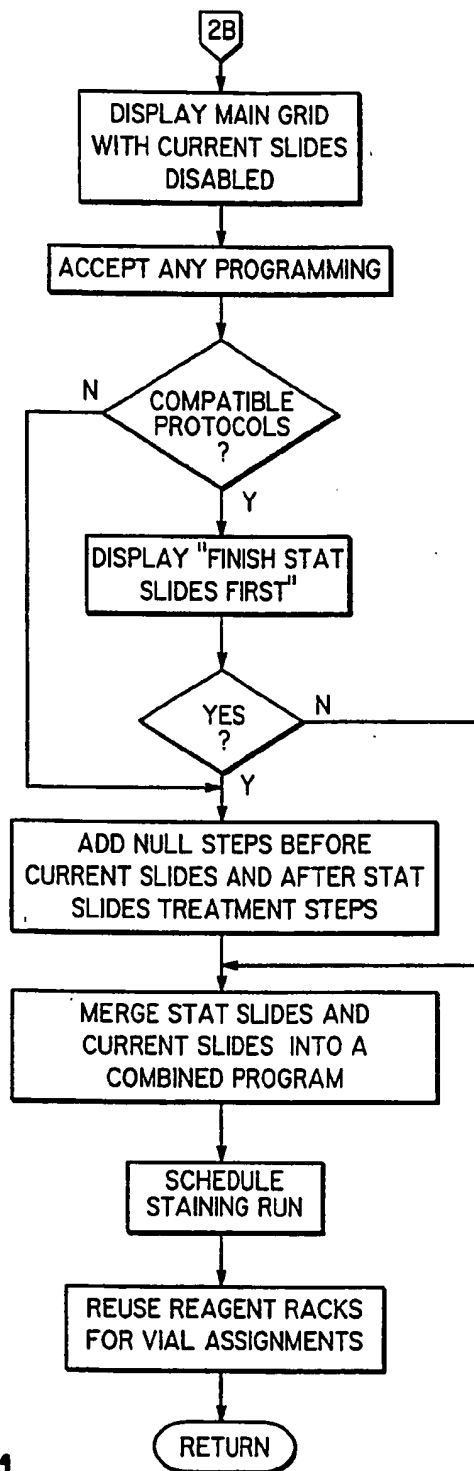 2B
DISPLAY MAIN GRID
WITH CURRENT SLIDES
DISABLED
ACCEPT ANY PROGRAMMING
N
COMPATIBLE
PROTOCOLS
?
Y
DISPLAY "FINISH STAT
SLIDES FIRST"
YES
?
N
Y
ADD NULL STEPS BEFORE
CURRENT SLIDES AND AFTER STAT
SLIDES TREATMENT STEPS
MERGE STAT SLIDES AND
CURRENT SLIDES INTO A
COMBINED PROGRAM
SCHEDULE
STAINING RUN
REUSE REAGENT RACKS
FOR VIAL ASSIGNMENTS
RETURN